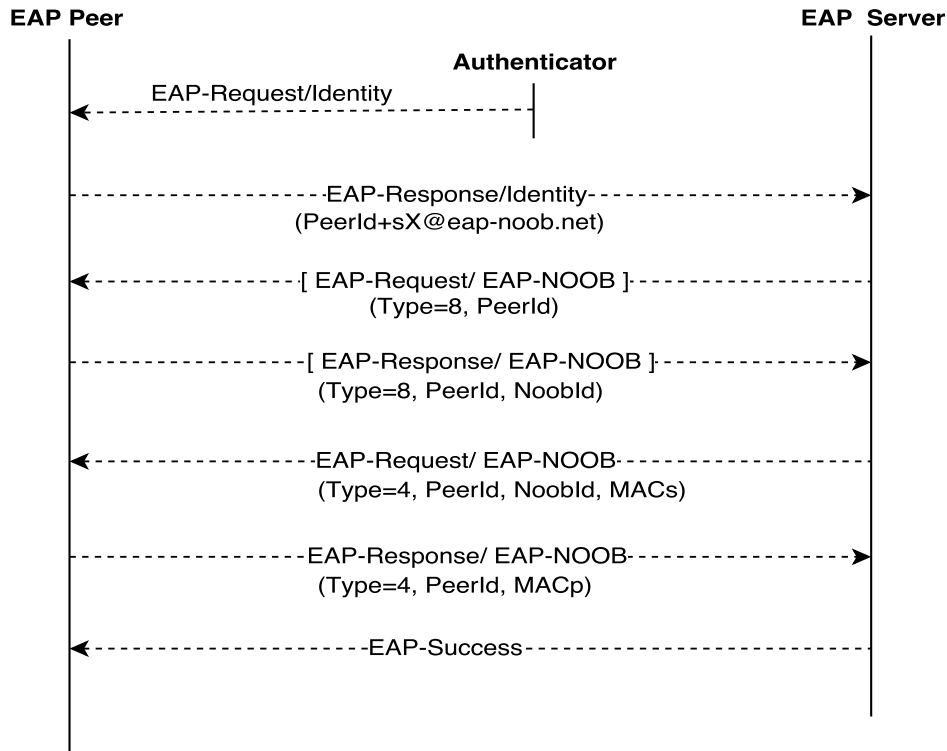 EAP Peer
EAP Server
Authenticator
EAP-Request/Identity
EAP-Response/Identity
(PeerId+sX@eap-noob.net)
[ EAP-Request/ EAP-NOOB ]
(Type=8, PeerId)
[ EAP-Response/ EAP-NOOB ]
(Type=8, PeerId, NoobId)
EAP-Request/ EAP-NOOB
(Type=4, PeerId, NoobId, MACs)
EAP-Response/ EAP-NOOB
(Type=4, PeerId, MACp)
EAP-Success